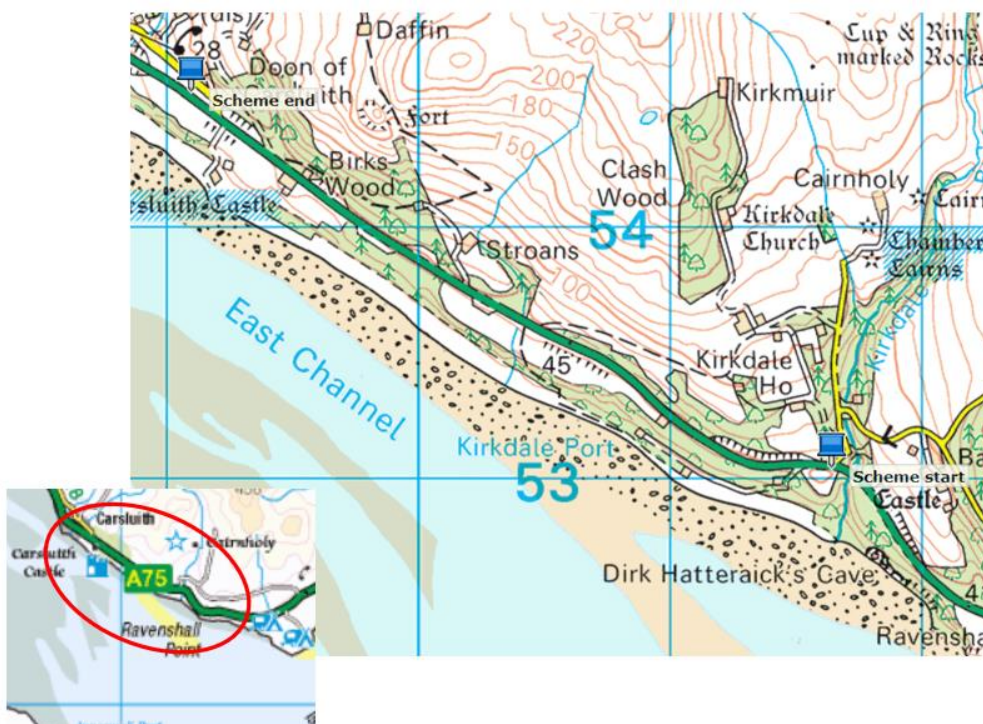 Daffin
220
Cup & Ring
marked Rocks
28
Doon of
Scheme end
200
180
Kirkmuir
Fort
150
Birks
Wood
Clash
Wood
Cairnholy
Castle
54
Kirkdale
Church
Stroans
Chamber
Cairns
100
East Channel
Kirkdale
45
Kirkdale
Ho
Kirkdale Port
53
Scheme start
Castle
Dirk Hatteraick's Cave
4
Carsluith
Carsluith
Castle
Cairnholy
A75
Ravenshall
Point